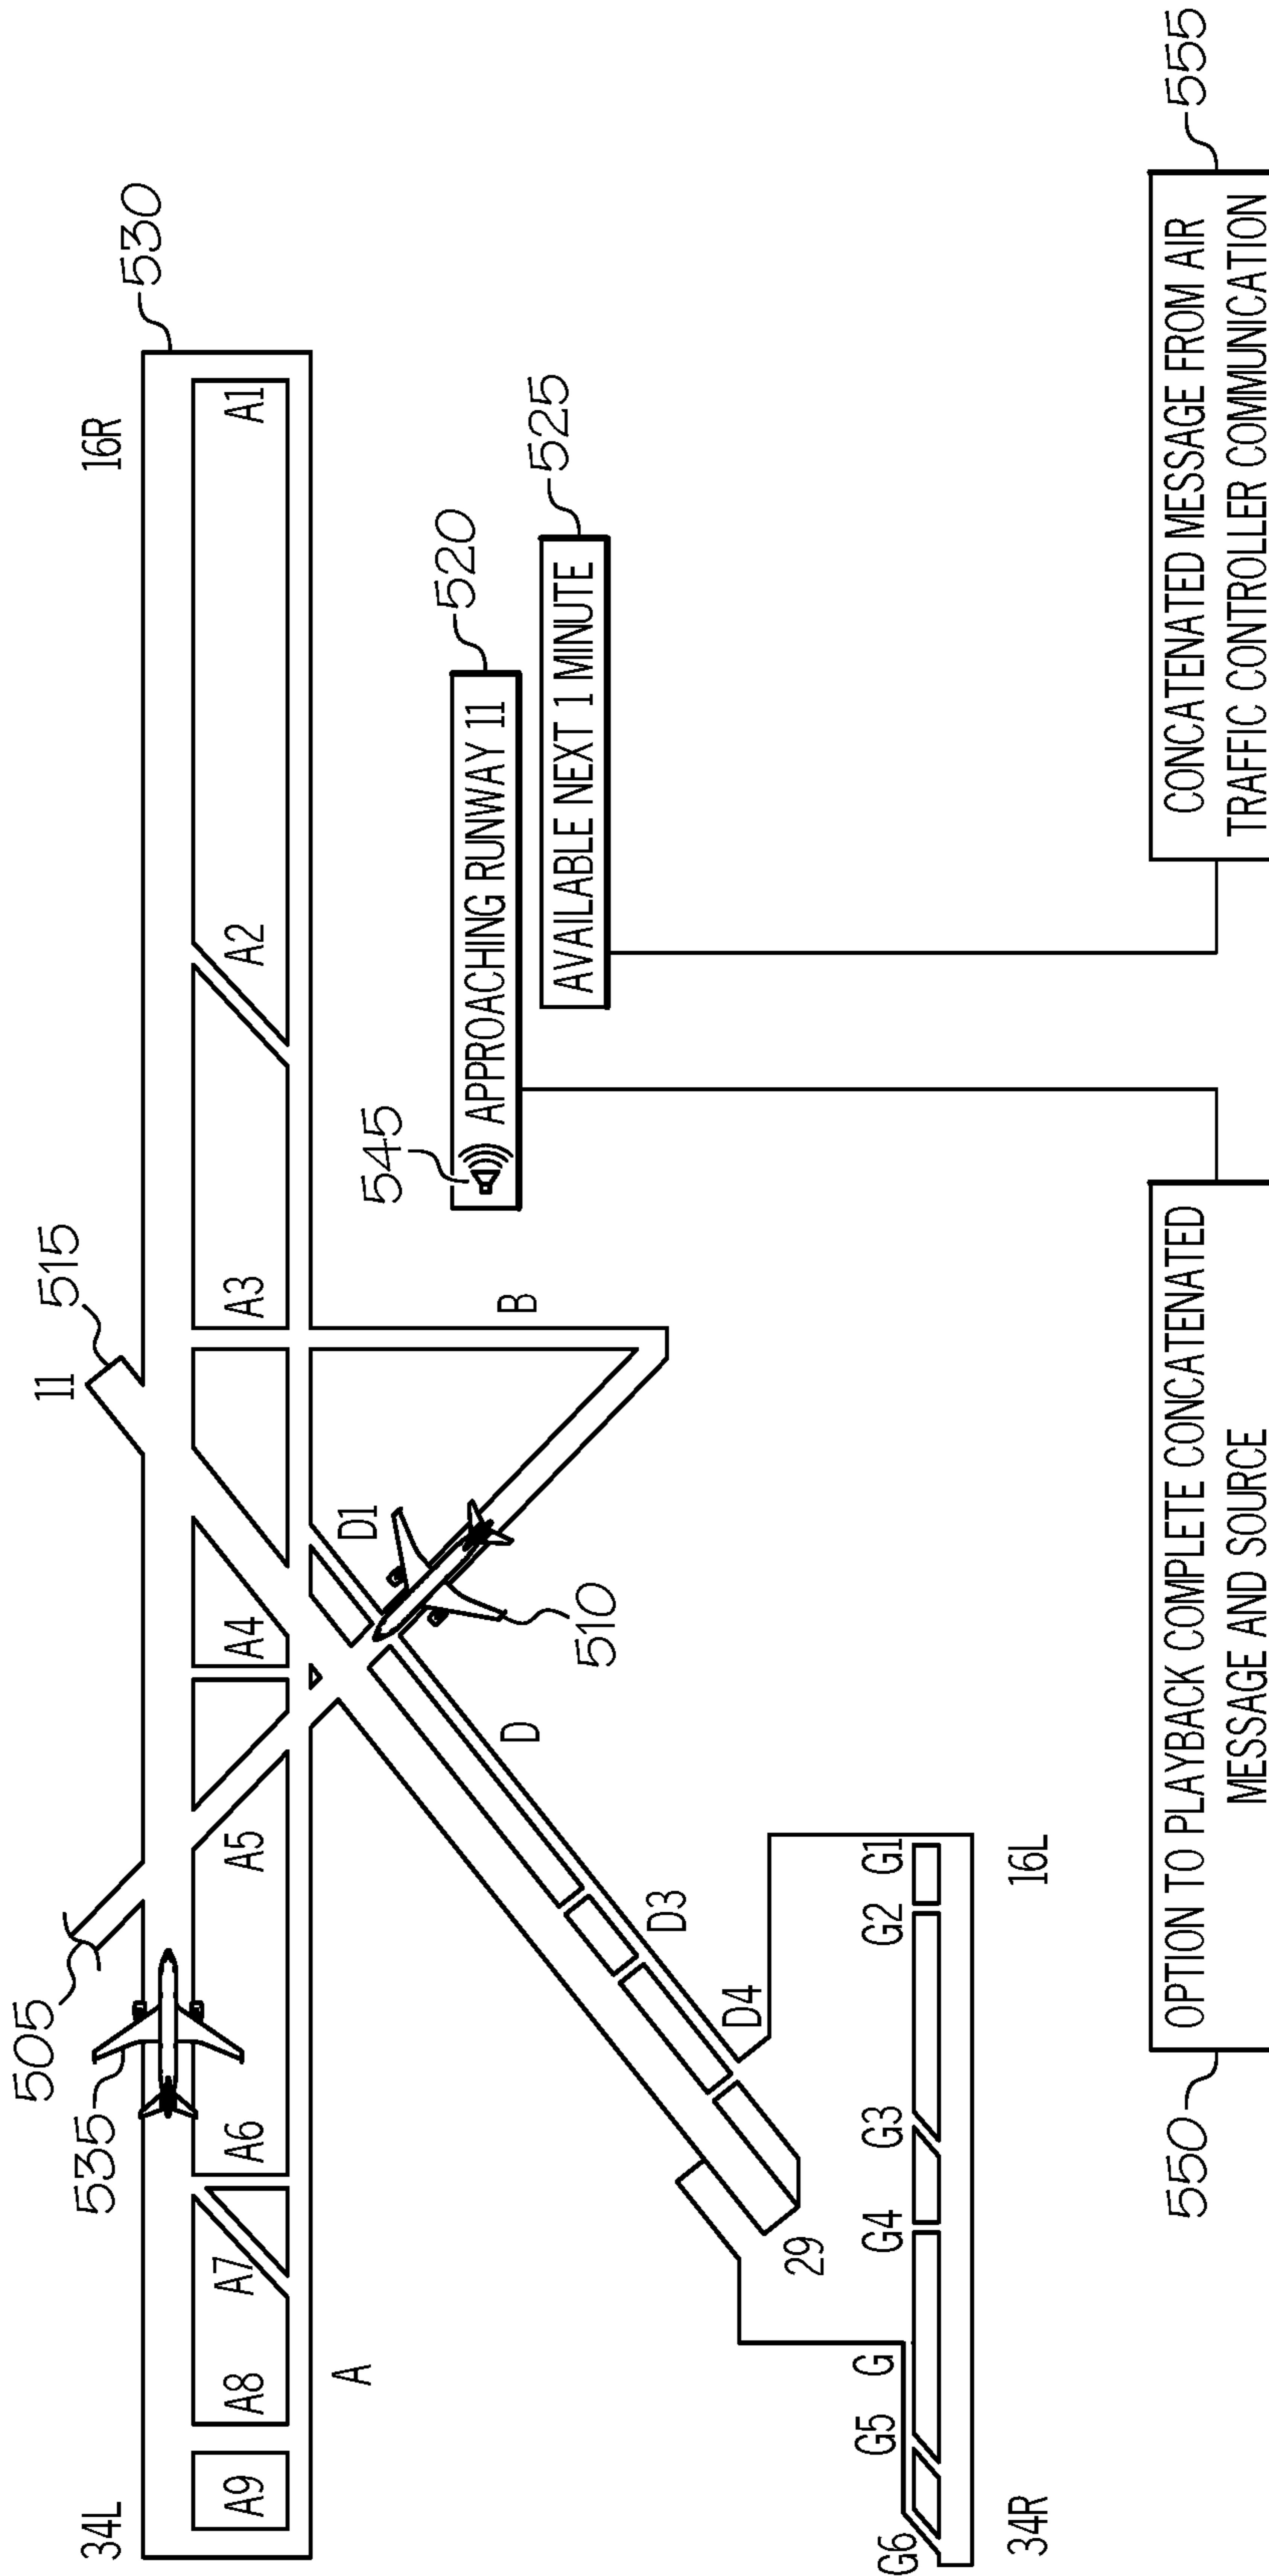 530
16R
A1
A2
525
520
AVAILABLE NEXT 1 MINUTE
APPROACHING RUNWAY 11
545
A3
B
515
11
D1
510
A4
D
A5
505
535
A6
A7
A8
A9
34L
A
D3
D4
29
G1
G2
G3
G4
G
G5
G6
16L
34R
555
CONCATENATED MESSAGE FROM AIR
TRAFFIC CONTROLLER COMMUNICATION
OPTION TO PLAYBACK COMPLETE CONCATENATED
MESSAGE AND SOURCE
550